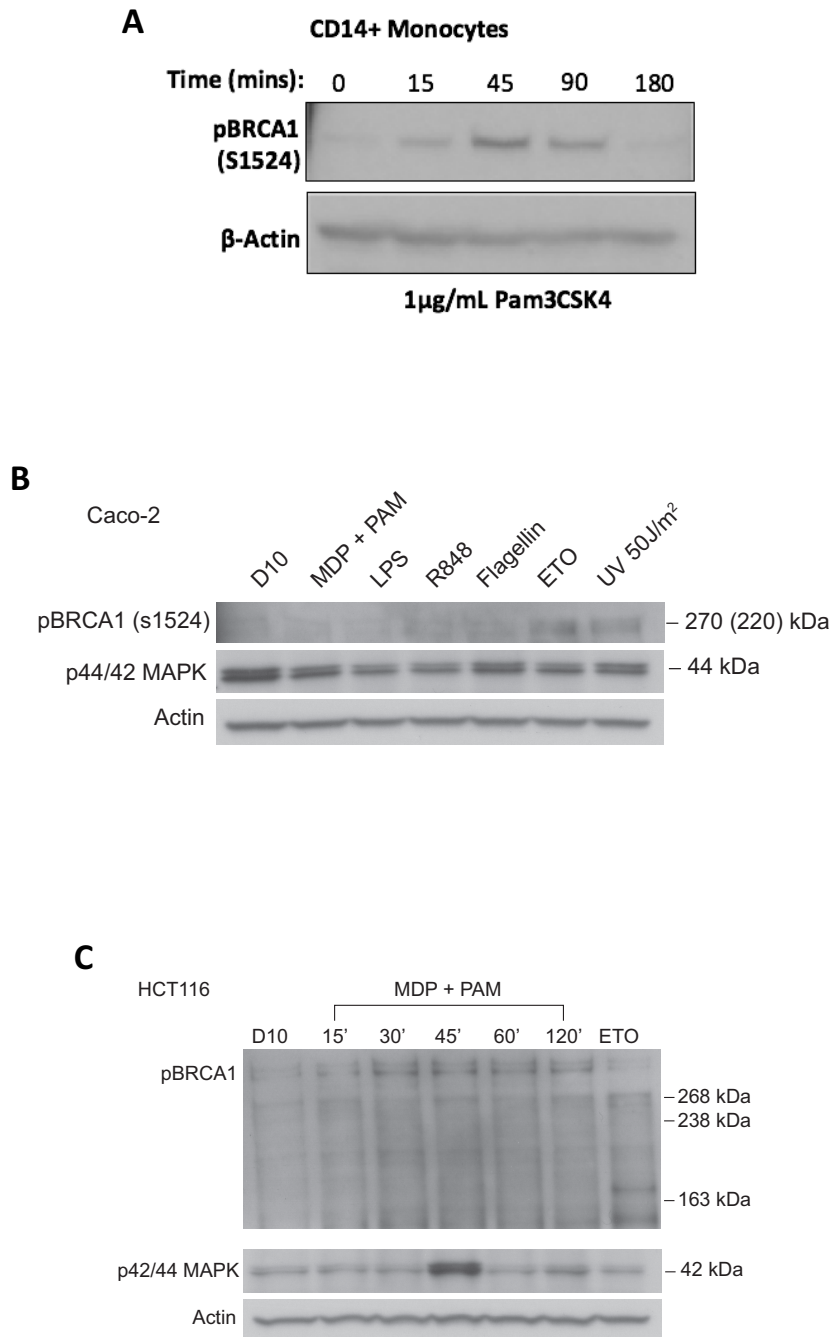 A
CD14+ Monocytes
Time (mins): 0 15 45 90 180
pBRCA1
(S1524)
β-Actin
1µg/mL Pam3CSK4
B
Caco-2
D10 MDP + PAM LPS R848 Flagellin ETO UV 50J/m²
pBRCA1 (s1524) – 270 (220) kDa
p44/42 MAPK – 44 kDa
Actin
C
HCT116 MDP + PAM
D10 15’ 30’ 45’ 60’ 120’ ETO
pBRCA1
– 268 kDa
– 238 kDa
– 163 kDa
p42/44 MAPK – 42 kDa
Actin